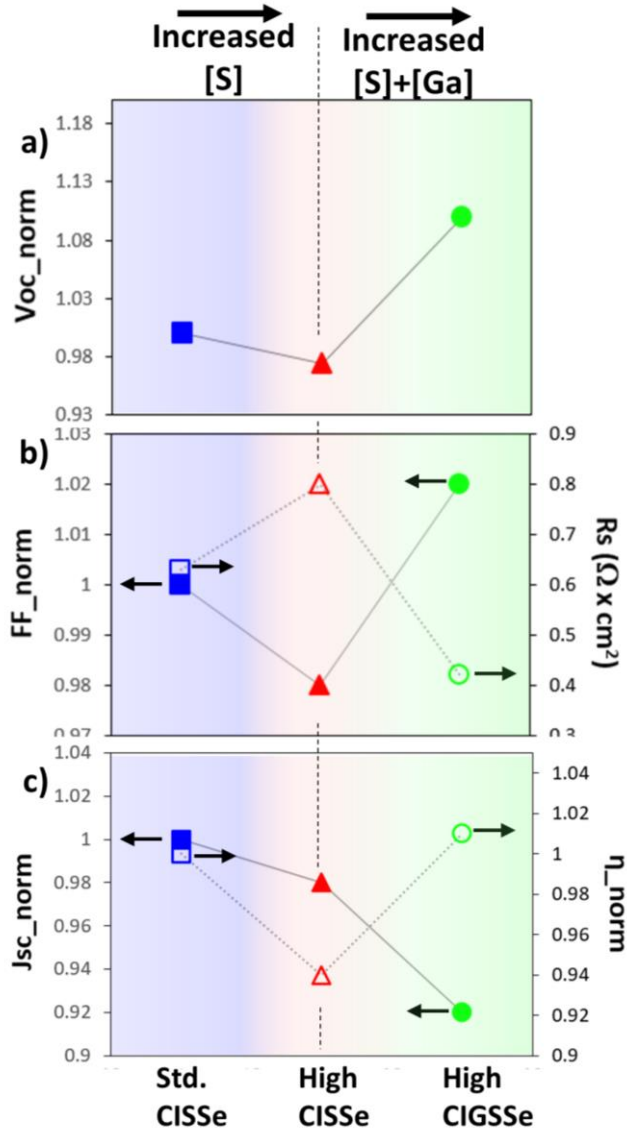 Increased
[S]
Increased
[S]+[Ga]
a)
Voc_norm
1.18
1.13
1.08
1.03
0.98
0.93
b)
FF_norm
1.03
1.02
1.01
1
0.99
0.98
0.97
0.9
0.8
0.7
0.6
0.5
0.4
0.3
Rs (Ω x cm²)
c)
Jsc_norm
1.04
1.02
1
0.98
0.96
0.94
0.92
0.9
1.04
1.02
1
0.98
0.96
0.94
0.92
0.9
η_norm
Std.
CISSe
High
CISSe
High
CIGSSe